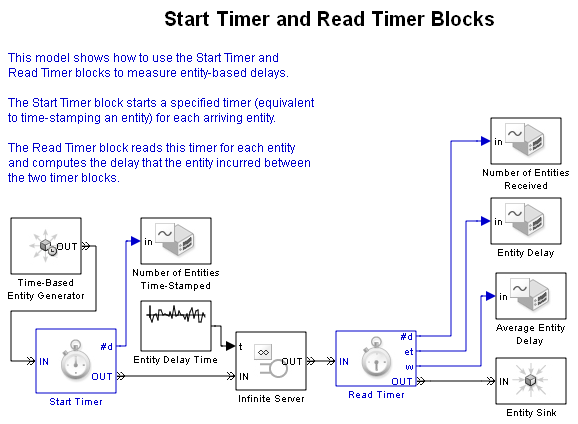 Start Timer and Read Timer Blocks
This model shows how to use the Start Timer and
Read Timer blocks to measure entity-based delays.
The Start Timer block starts a specified timer (equivalent
to time-stamping an entity) for each arriving entity.
The Read Timer block reads this timer for each entity
and computes the delay that the entity incurred between
the two timer blocks.
in
Number of Entities
Received
in
Entity Delay
in
Average Entity
Delay
OUT
Time-Based
Entity Generator
in
Number of Entities
Time-Stamped
Entity Delay Time
IN
#d
OUT
Start Timer
t
IN
OUT
Infinite Server
IN
#d
et
w
OUT
Read Timer
IN
Entity Sink